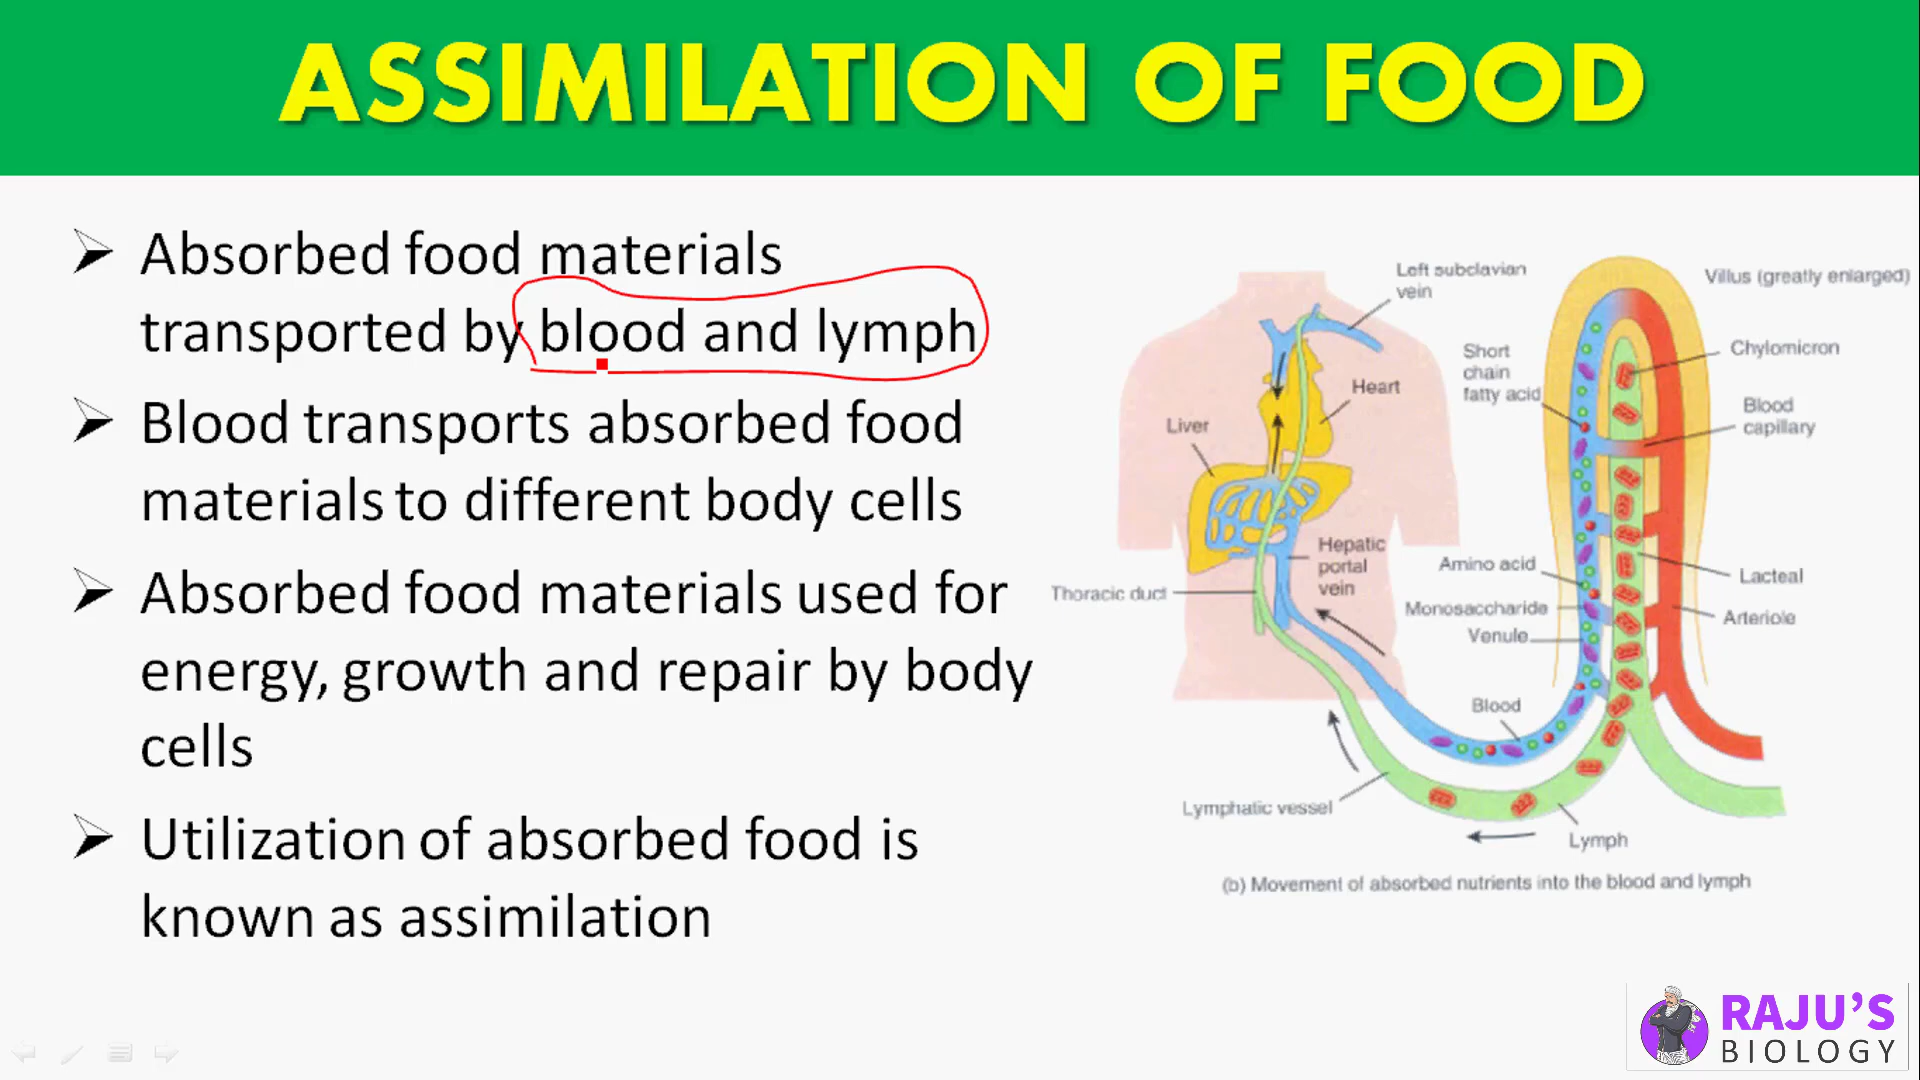 ASSIMILATION OF FOOD
Absorbed food materials
transported by blood and lymph
Blood transports absorbed food
materials to different body cells
Absorbed food materials used for
energy, growth and repair by body
cells
Utilization of absorbed food is
known as assimilation
Left subclavian
vein
Heart
Liver
Hepatic
portal
vein
Thoracic duct
Villus (greatly enlarged)
Short
chain
fatty acid
Chylomicron
Blood
capillary
Amino acid
Monosaccharide
Venule
Lacteal
Arteriole
Blood
Lymphatic vessel
Lymph
(b) Movement of absorbed nutrients into the blood and lymph
RAJU'S
BIOLOGY